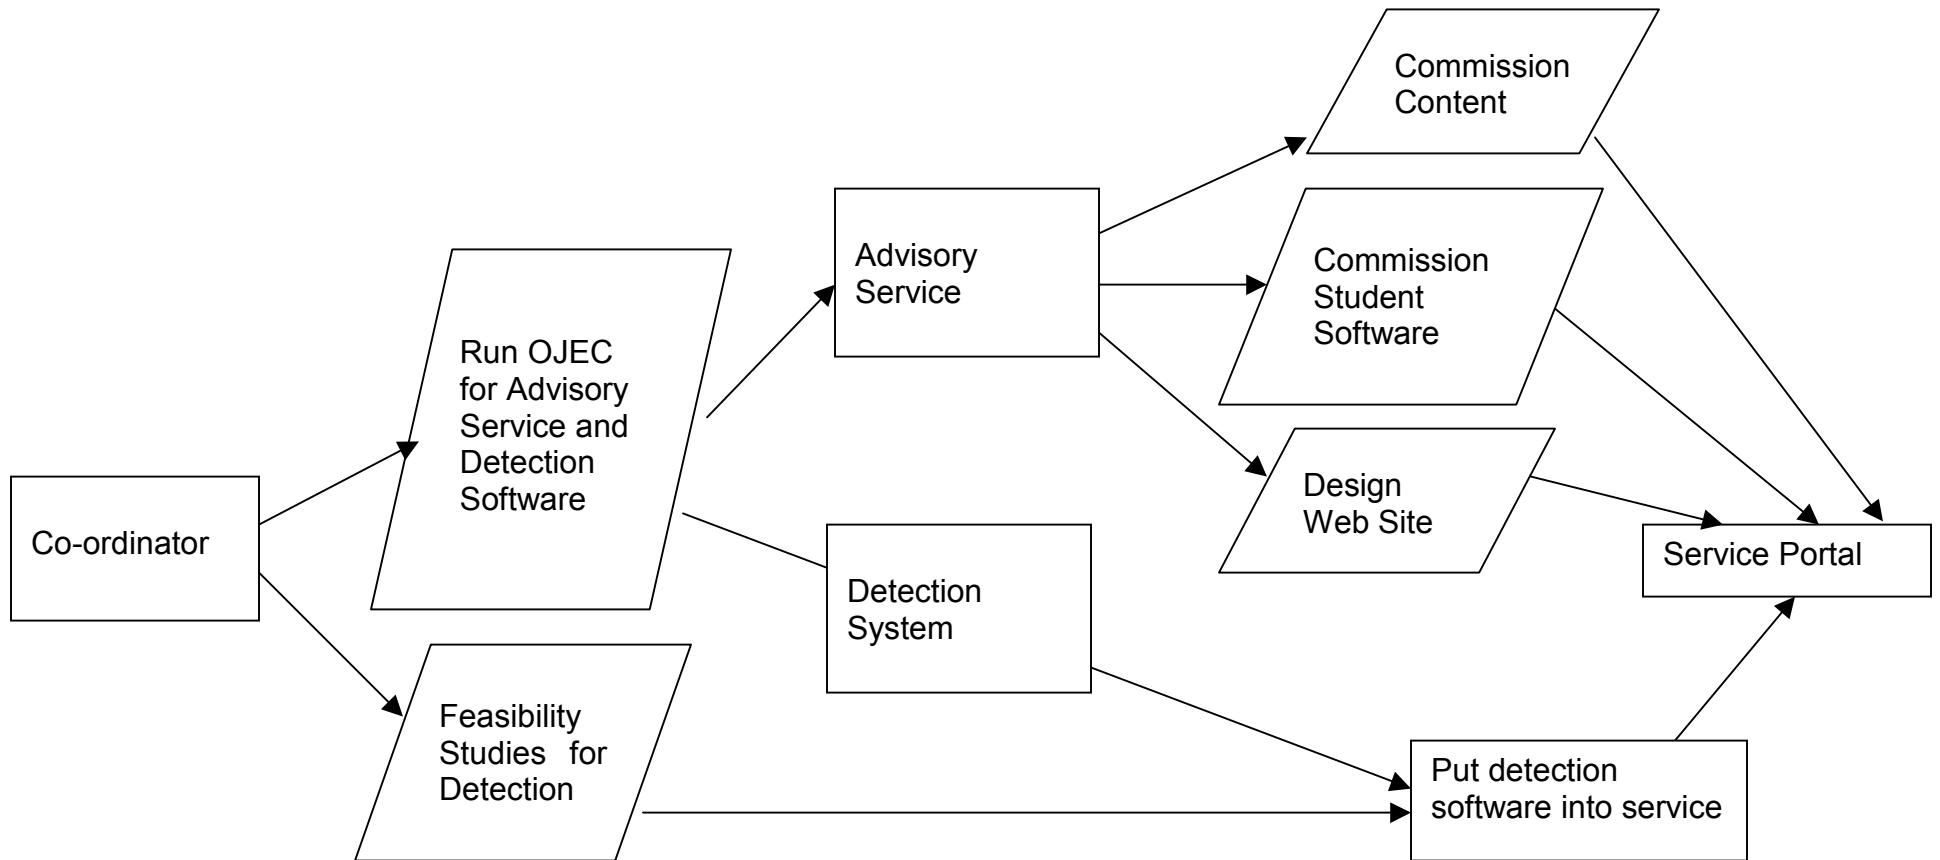 Co-ordinator
Run OJEC
for Advisory
Service and
Detection
Software
Feasibility
Studies for
Detection
Advisory
Service
Detection
System
Commission
Content
Commission
Student
Software
Design
Web Site
Put detection
software into service
Service Portal